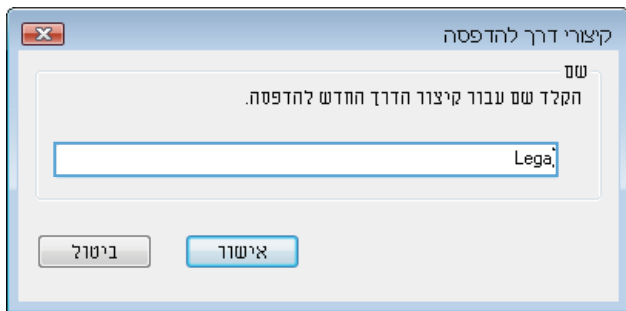 קיצורי דרך להדפסה
שם
הקלד שם עבור קיצור הדרך החדש להדפסה.
Legal
אישור
ביטול